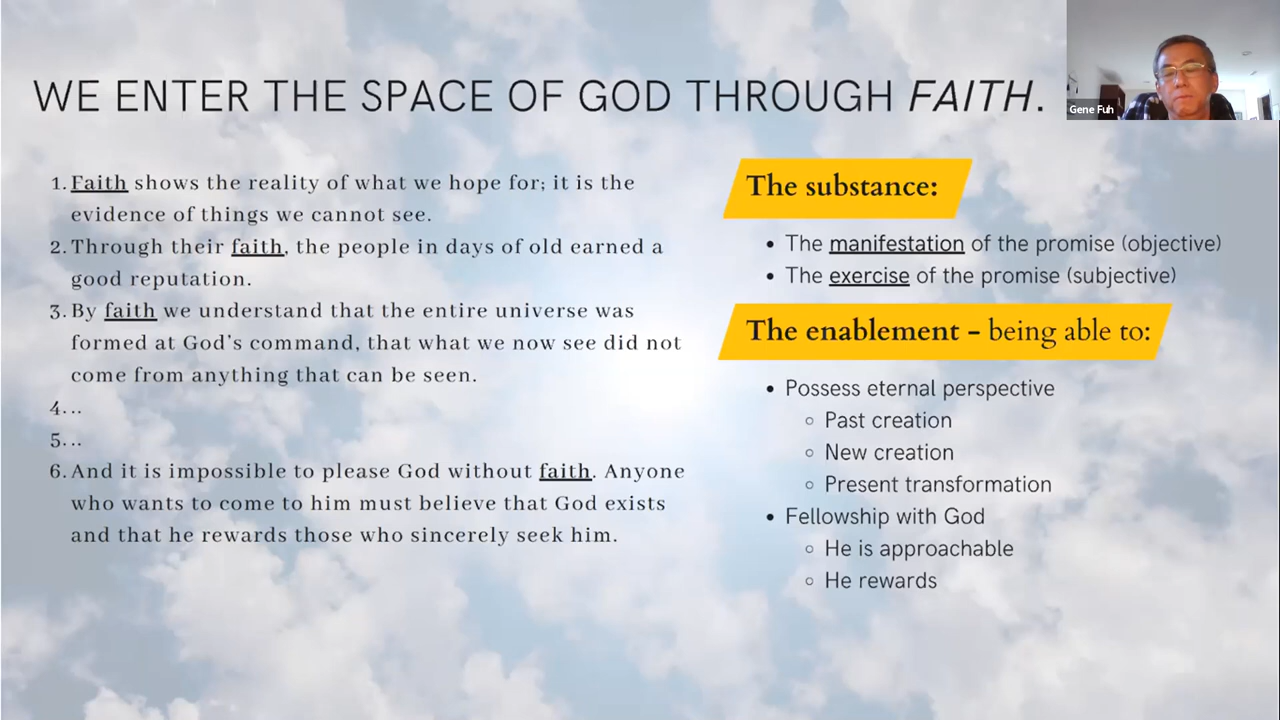 WE ENTER THE SPACE OF GOD THROUGH FAITH.
Gene Fuh
1. Faith shows the reality of what we hope for; it is the
evidence of things we cannot see.
2. Through their faith, the people in days of old earned a
good reputation.
3. By faith we understand that the entire universe was
formed at God's command, that what we now see did not
come from anything that can be seen.
4. ..
5. ..
6. And it is impossible to please God without faith. Anyone
who wants to come to him must believe that God exists
and that he rewards those who sincerely seek him.
The substance:
• The manifestation of the promise (objective)
• The exercise of the promise (subjective)
The enablement - being able to:
• Possess eternal perspective
◦ Past creation
◦ New creation
◦ Present transformation
• Fellowship with God
◦ He is approachable
◦ He rewards